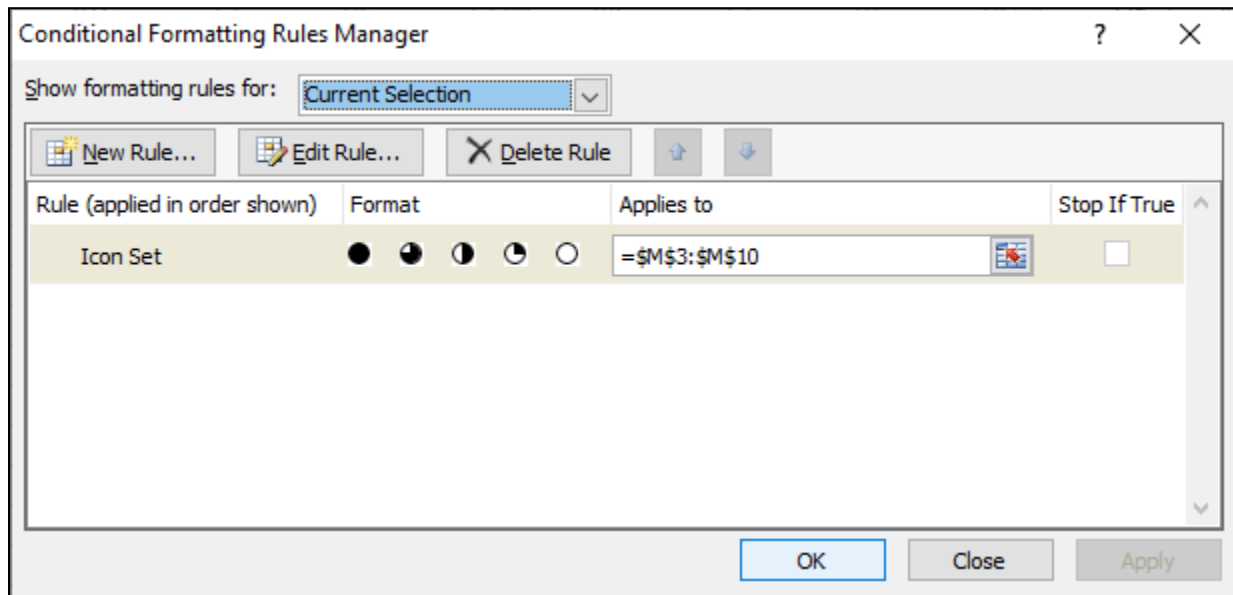 Conditional Formatting Rules Manager ?
Show formatting rules for: Current Selection
New Rule... Edit Rule... Delete Rule
Rule (applied in order shown) Format Applies to Stop If True
Icon Set =$M$3:$M$10
OK Close Apply